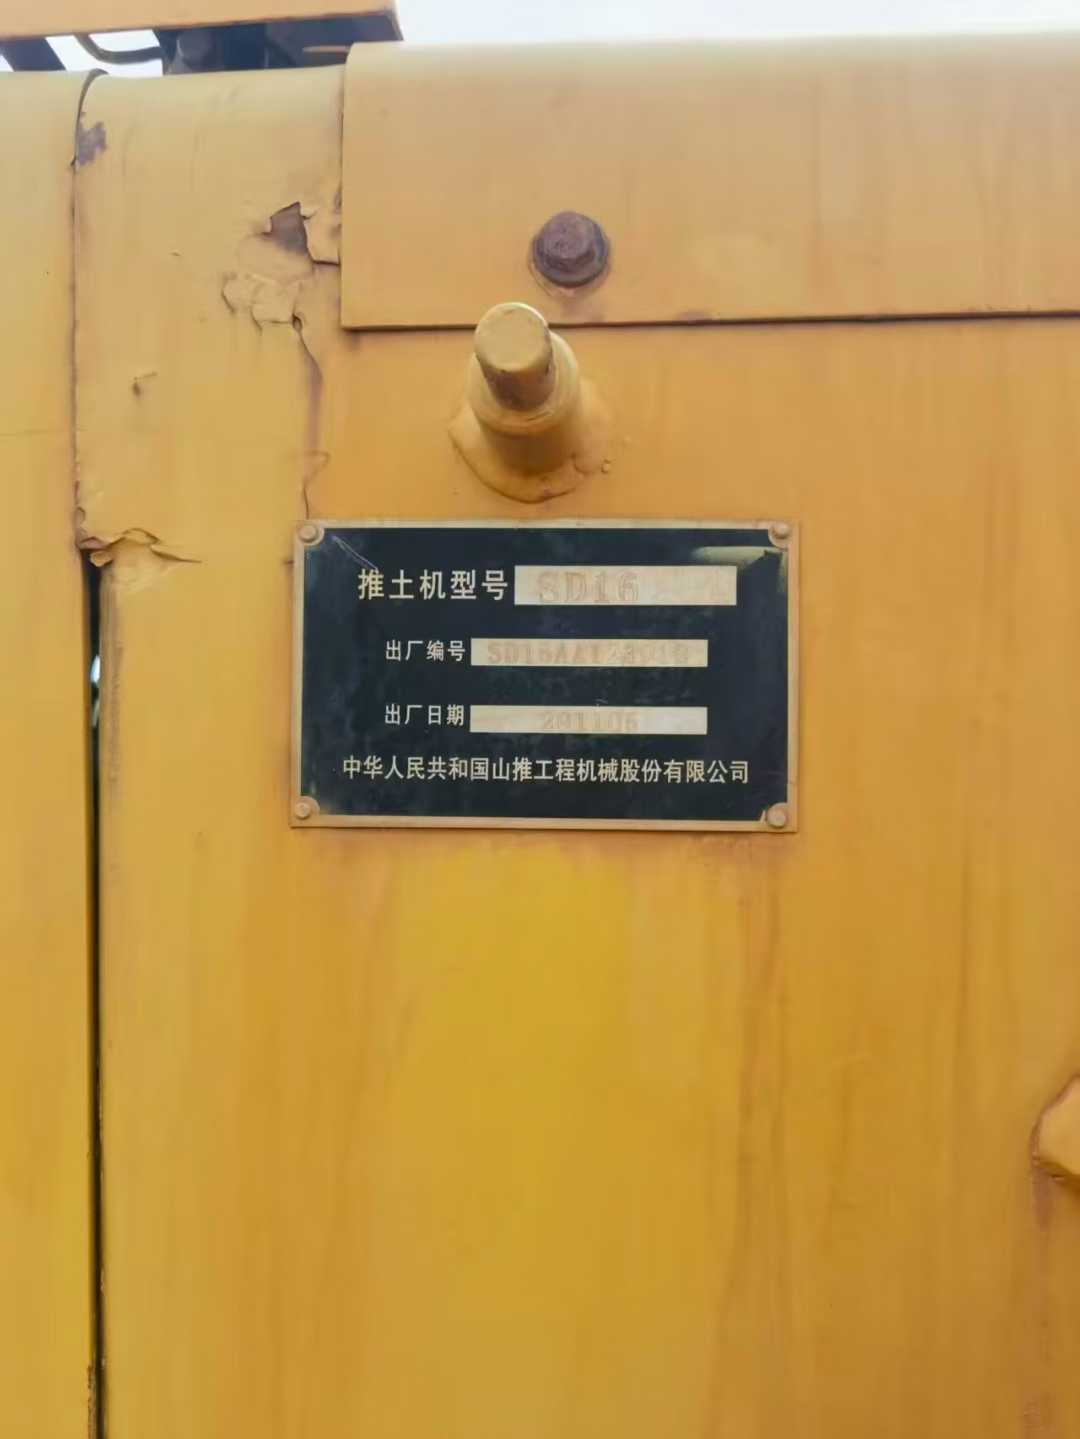 推土机型号 SD16
出厂编号
出厂日期 201106
中华人民共和国山推工程机械股份有限公司